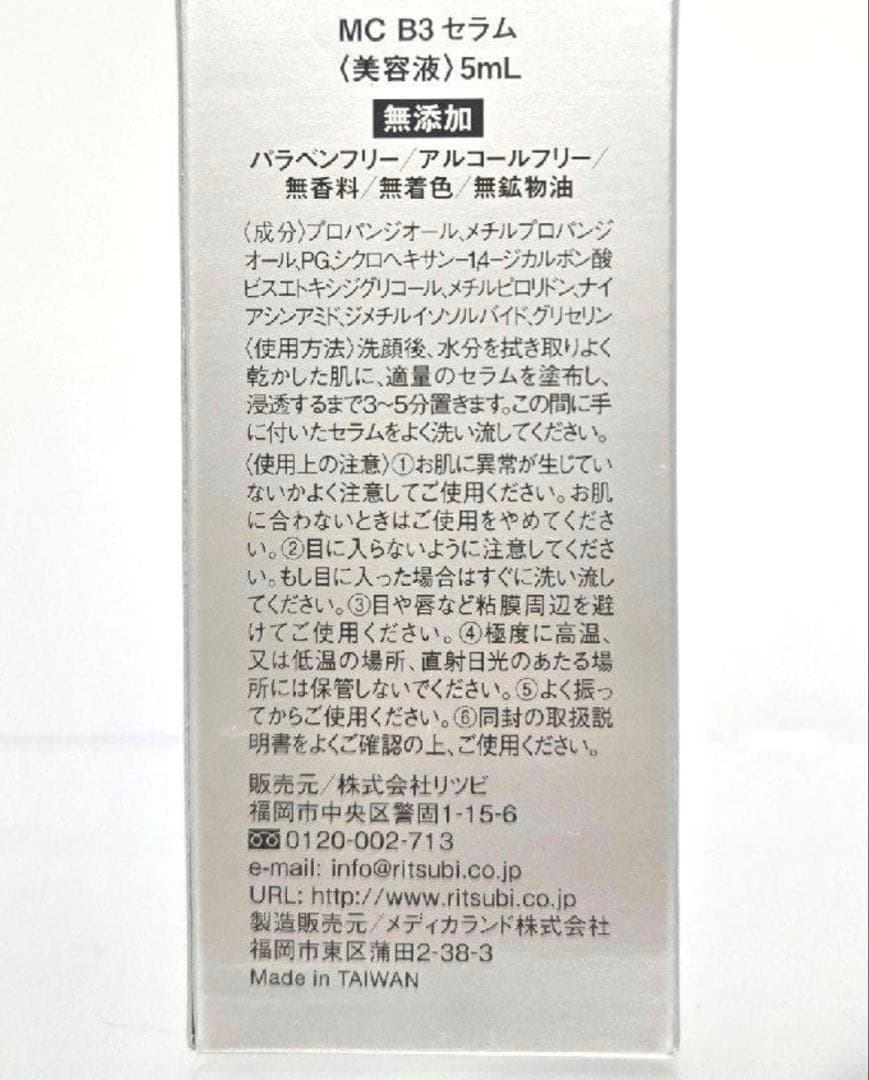 MC B3 セラム
〈美容液〉5mL
無添加
パラベンフリー/アルコールフリー/
無香料/無着色/無鉱物油
〈成分〉プロパンジオール、メチルプロパンジ
オール、PG、シクロヘキサン-1,4-ジカルボン酸
ビスエトキシジグリコール、メチルピロリドン、ナイ
アシンアミド、ジメチルイソソルバイド、グリセリン
〈使用方法〉洗顔後、水分を拭き取りよく
乾かした肌に、適量のセラムを塗布し、
浸透するまで3〜5分置きます。この間に手
に付いたセラムをよく洗い流してください。
〈使用上の注意〉①お肌に異常が生じてい
ないかよく注意してご使用ください。お肌
に合わないときはご使用をやめてくださ
い。②目に入らないように注意してくださ
い。もし目に入った場合はすぐに洗い流し
てください。③目や唇など粘膜周辺を避
けてご使用ください。④極度に高温、
又は低温の場所、直射日光のあたる場
所には保管しないでください。⑤よく振っ
てからご使用ください。⑥同封の取扱説
明書をよくご確認の上、ご使用ください。
販売元/株式会社リツビ
福岡市中央区警固1-15-6
0120-002-713
e-mail: info@ritsubi.co.jp
URL: http://www.ritsubi.co.jp
製造販売元/メディカランド株式会社
福岡市東区蒲田2-38-3
Made in TAIWAN